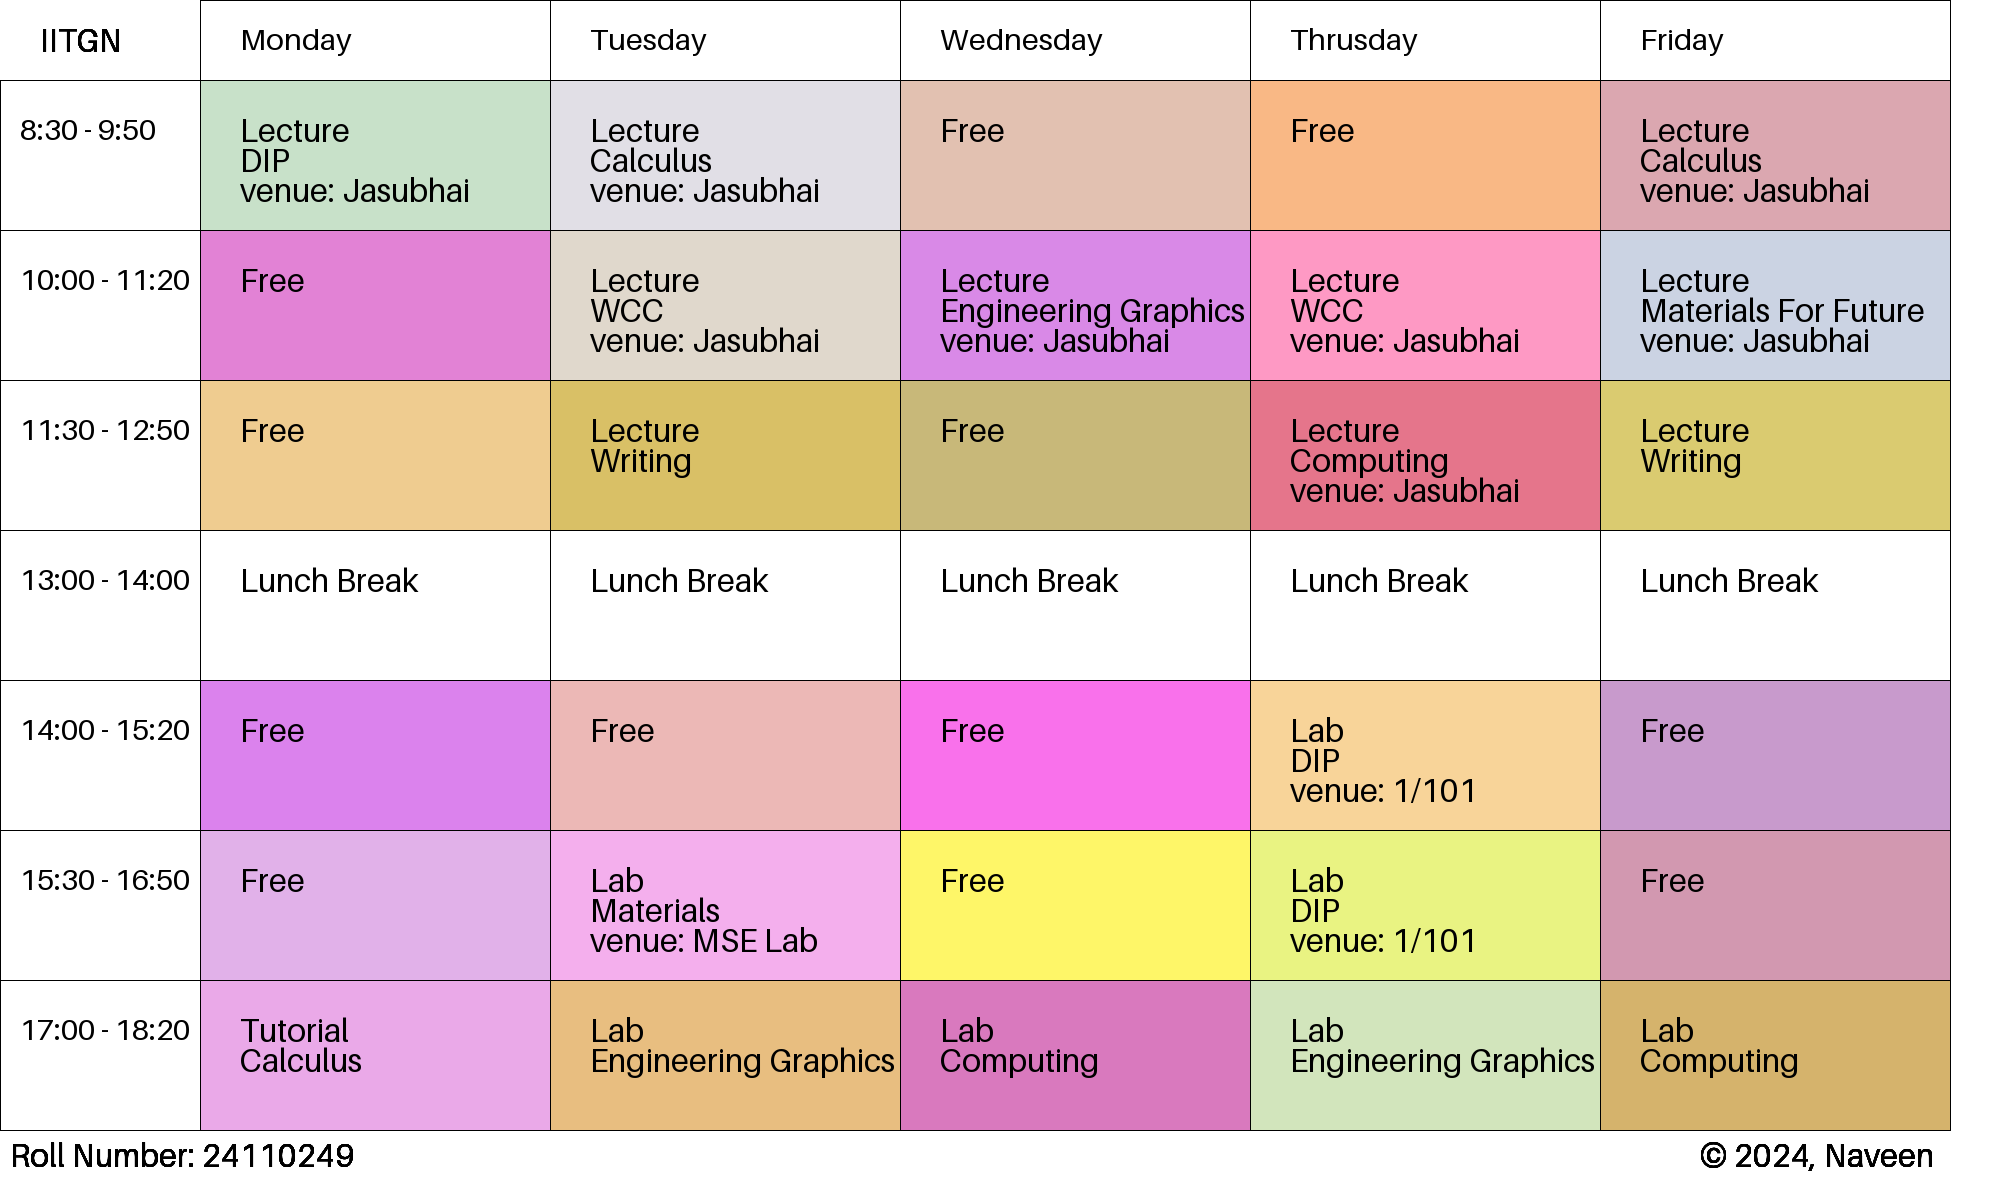 IITGN
Monday
Tuesday
Wednesday
Thrusday
Friday
8:30 - 9:50
Lecture
DIP
venue: Jasubhai
Lecture
Calculus
venue: Jasubhai
Free
Free
Lecture
Calculus
venue: Jasubhai
10:00 - 11:20
Free
Lecture
WCC
venue: Jasubhai
Lecture
Engineering Graphics
venue: Jasubhai
Lecture
WCC
venue: Jasubhai
Lecture
Materials For Future
venue: Jasubhai
11:30 - 12:50
Free
Lecture
Writing
Free
Lecture
Computing
venue: Jasubhai
Lecture
Writing
13:00 - 14:00
Lunch Break
Lunch Break
Lunch Break
Lunch Break
Lunch Break
14:00 - 15:20
Free
Free
Free
Lab
DIP
venue: 1/101
Free
15:30 - 16:50
Free
Lab
Materials
venue: MSE Lab
Free
Lab
DIP
venue: 1/101
Free
17:00 - 18:20
Tutorial
Calculus
Lab
Engineering Graphics
Lab
Computing
Lab
Engineering Graphics
Lab
Computing
Roll Number: 24110249
© 2024, Naveen